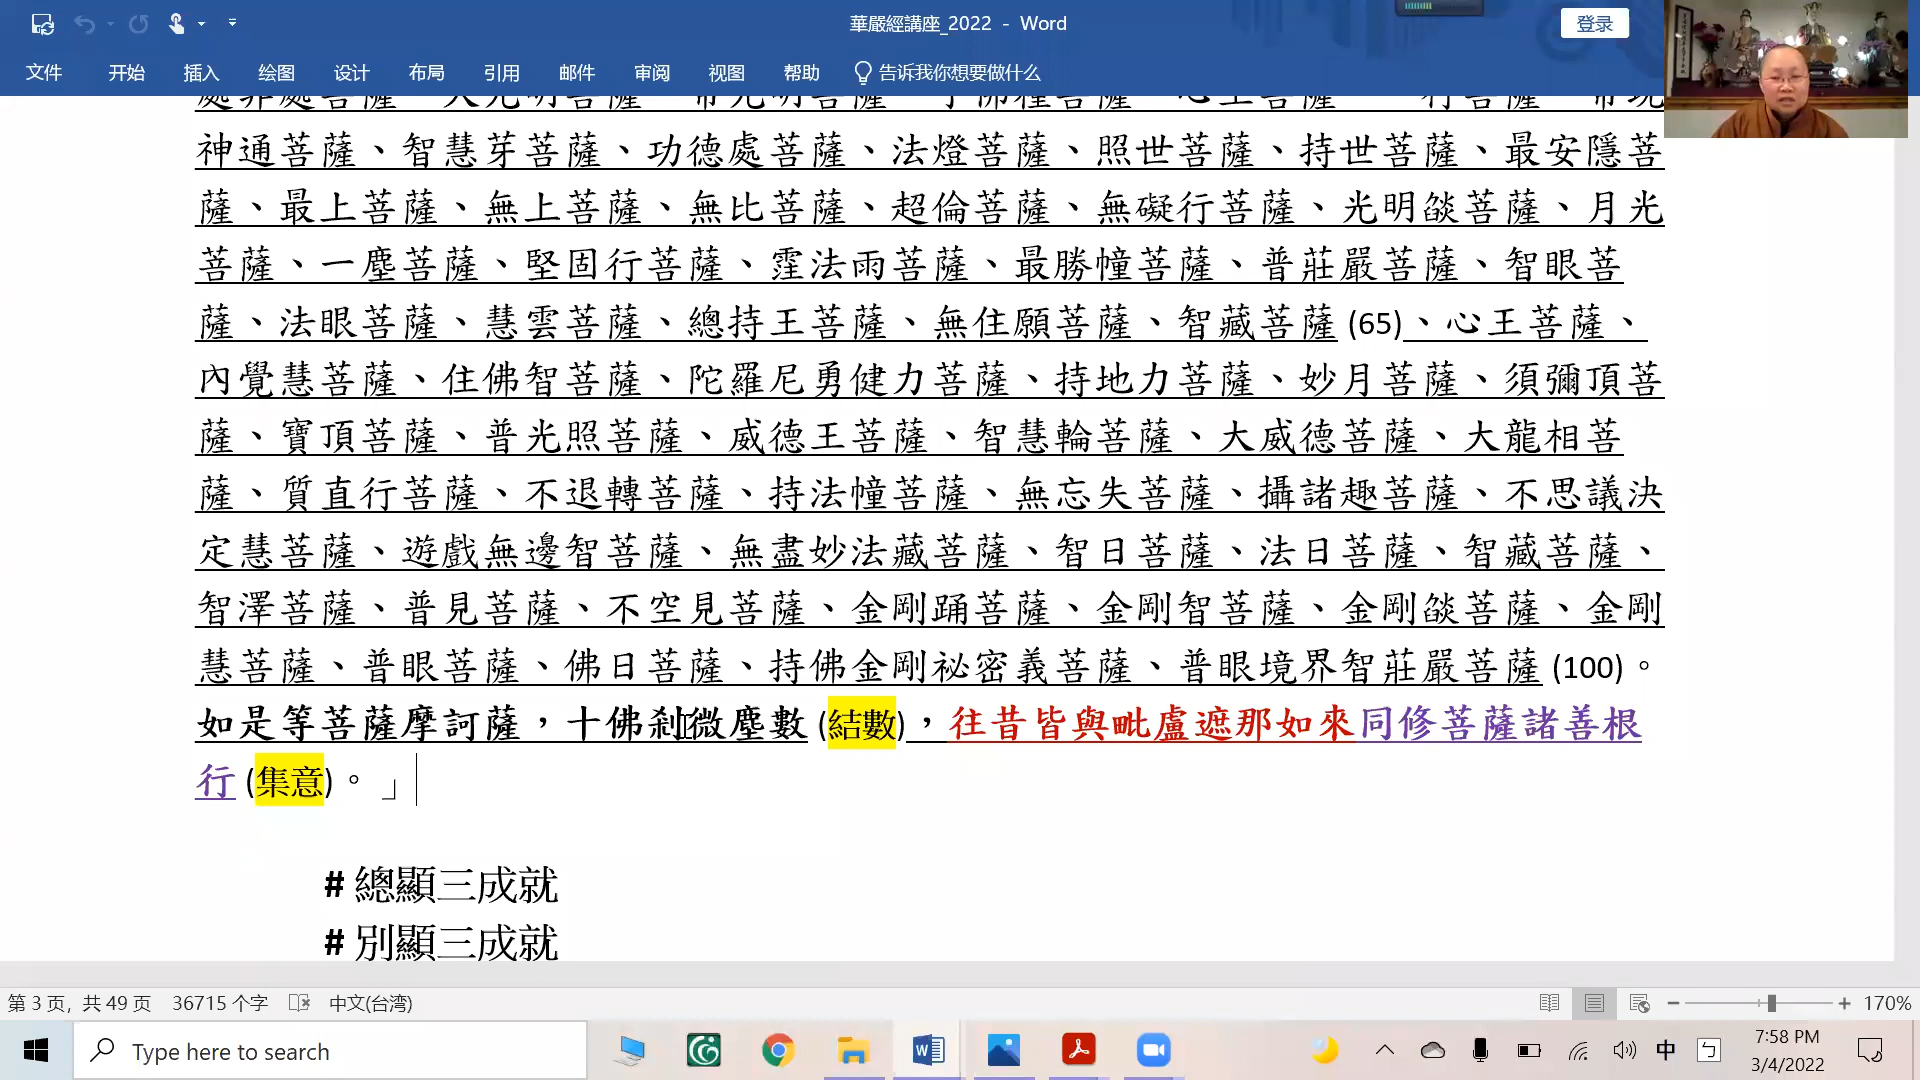 華嚴經講座_2022 - Word
登录
文件 开始 插入 绘图 设计 布局 引用 邮件 审阅 视图 帮助 告诉我你想要做什么
神通菩薩、智慧芽菩薩、功德處菩薩、法燈菩薩、照世菩薩、持世菩薩、最安隱菩
薩、最上菩薩、無上菩薩、無比菩薩、超倫菩薩、無礙行菩薩、光明燄菩薩、月光
菩薩、一塵菩薩、堅固行菩薩、霔法雨菩薩、最勝幢菩薩、普莊嚴菩薩、智眼菩
薩、法眼菩薩、慧雲菩薩、總持王菩薩、無住願菩薩、智藏菩薩 (65)、心王菩薩、
內覺慧菩薩、住佛智菩薩、陀羅尼勇健力菩薩、持地力菩薩、妙月菩薩、須彌頂菩
薩、寶頂菩薩、普光照菩薩、威德王菩薩、智慧輪菩薩、大威德菩薩、大龍相菩
薩、質直行菩薩、不退轉菩薩、持法幢菩薩、無忘失菩薩、攝諸趣菩薩、不思議決
定慧菩薩、遊戲無邊智菩薩、無盡妙法藏菩薩、智日菩薩、法日菩薩、智藏菩薩、
智澤菩薩、普見菩薩、不空見菩薩、金剛踊菩薩、金剛智菩薩、金剛燄菩薩、金剛
慧菩薩、普眼菩薩、佛日菩薩、持佛金剛祕密義菩薩、普眼境界智莊嚴菩薩 (100)。
如是等菩薩摩訶薩，十佛剎微塵數 (結數)，往昔皆與毗盧遮那如來同修菩薩諸善根
行 (集意)。」
# 總顯三成就
# 別顯三成就
第 3 页，共 49 页 36715 个字 中文(台湾) 170%
Type here to search
中
7:58 PM
3/4/2022